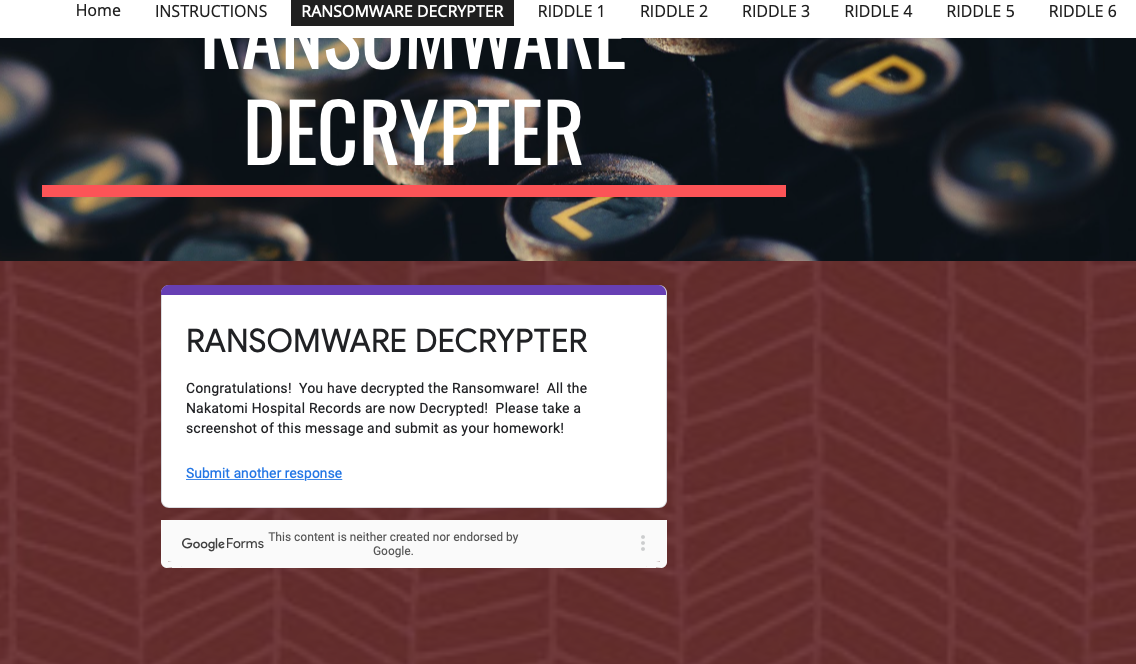 Home INSTRUCTIONS RANSOMWARE DECRYPTER RIDDLE 1 RIDDLE 2 RIDDLE 3 RIDDLE 4 RIDDLE 5 RIDDLE 6
RANSOMWARE
DECRYPTER
P
N
L
RANSOMWARE DECRYPTER
Congratulations!  You have decrypted the Ransomware!  All the
Nakatomi Hospital Records are now Decrypted!  Please take a
screenshot of this message and submit as your homework!
Submit another response
Google Forms This content is neither created nor endorsed by
Google.